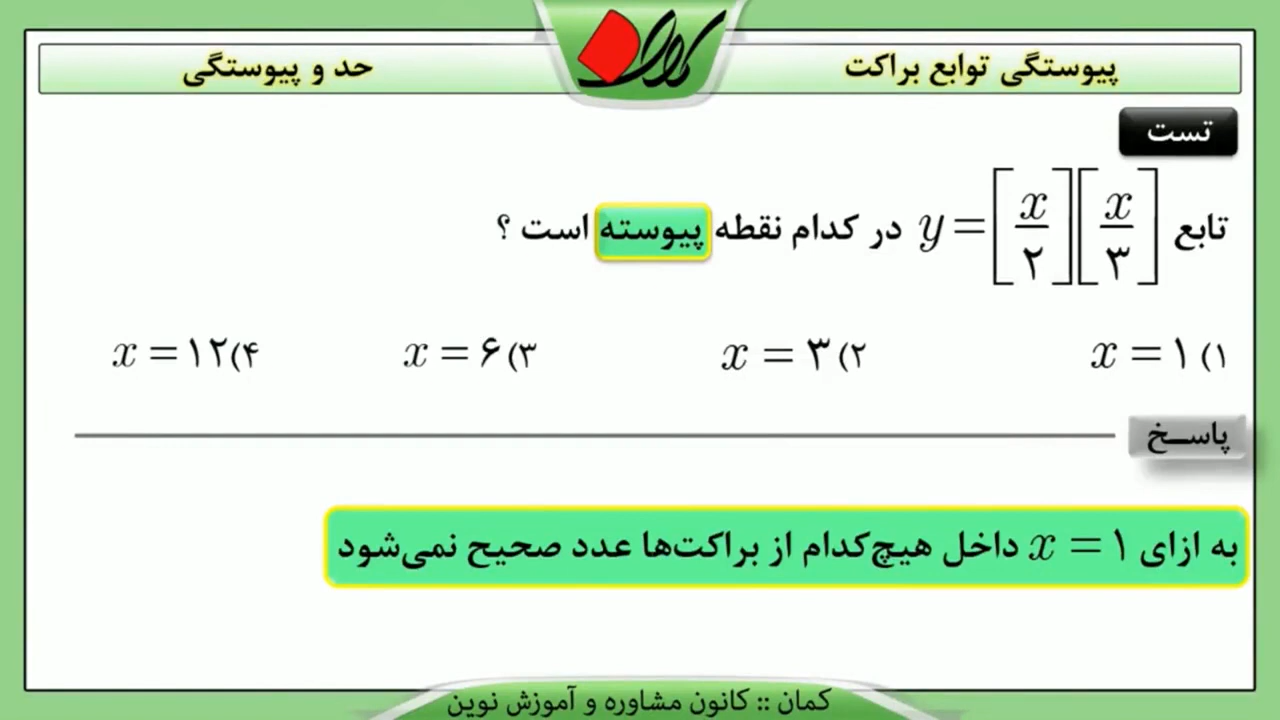 پیوستگی توابع براکت
کمان
حد و پیوستگی
تست
تابع y = [x/۲][x/۳] در کدام نقطه پیوسته است ؟
۱) x = ۱
۲) x = ۳
۳) x = ۶
۴) x = ۱۲
پاسـخ
به ازای x = ۱ داخل هیچ‌کدام از براکت‌ها عدد صحیح نمی‌شود
کمان :: کانون مشاوره و آموزش نوین